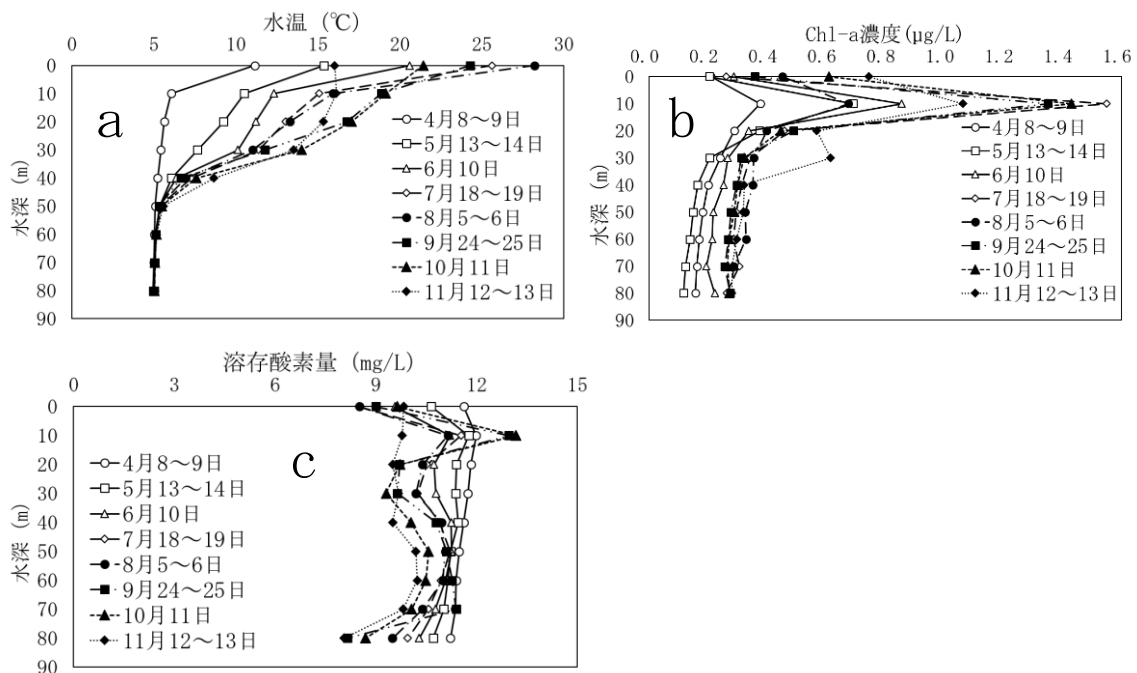 水温 (℃)
0 5 10 15 20 25 30
0
10
20
30
40
50
60
70
80
90
水深 (m)
a
4月8～9日
5月13～14日
6月10日
7月18～19日
8月5～6日
9月24～25日
10月11日
11月12～13日
Chl-a濃度(µg/L)
0.0 0.2 0.4 0.6 0.8 1.0 1.2 1.4 1.6
0
10
20
30
40
50
60
70
80
90
水深 (m)
b
4月8～9日
5月13～14日
6月10日
7月18～19日
8月5～6日
9月24～25日
10月11日
11月12～13日
溶存酸素量 (mg/L)
0 3 6 9 12 15
0
10
20
30
40
50
60
70
80
90
水深 (m)
c
4月8～9日
5月13～14日
6月10日
7月18～19日
8月5～6日
9月24～25日
10月11日
11月12～13日